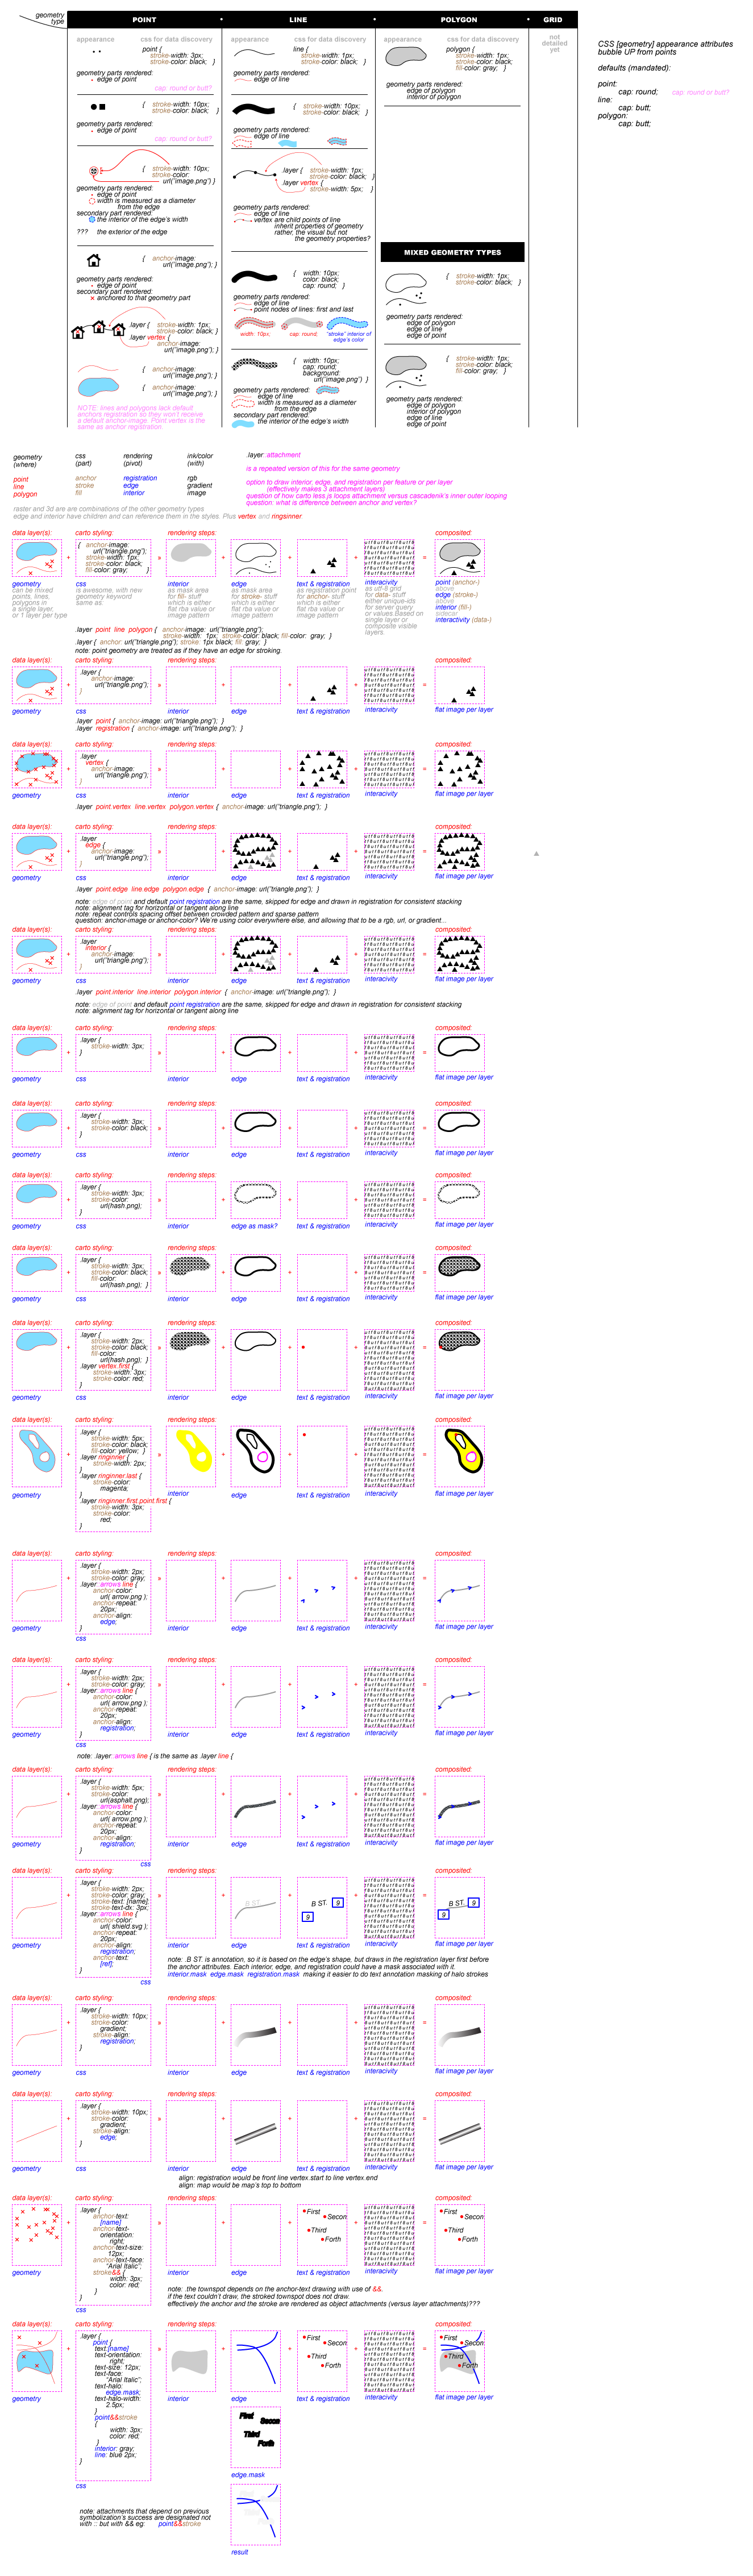 geometry
type
POINT • LINE • POLYGON • GRID
appearance css for data discovery
point {
stroke-width: 3px;
stroke-color: black; }
geometry parts rendered:
edge of point
cap. round or butt?
{ stroke-width: 10px;
stroke-color: black; }
geometry parts rendered:
edge of point
cap. round or butt?
{ stroke-width: 10px;
stroke-color:
url("image.png") }
geometry parts rendered:
edge of point
width is measured as a diameter
from the edge
secondary part rendered:
the interior of the edge's width
??? the exterior of the edge
{ anchor-image:
url("image.png"); }
geometry parts rendered:
edge of point
secondary part rendered:
anchored to that geometry part
.layer { stroke-width: 1px;
stroke-color: black; }
.layer vertex {
anchor-image:
url("image.png"); }
{ anchor-image:
url("image.png"); }
{ anchor-image:
url("image.png"); }
NOTE: lines and polygons lack default
anchors registration so they won't receive
a default anchor-image. Point.vertex is the
same as anchor registration.
appearance css for data discovery
line {
stroke-width: 1px;
stroke-color: black; }
geometry parts rendered:
edge of line
{ stroke-width: 10px;
stroke-color: black; }
geometry parts rendered:
edge of line
.layer { stroke-width: 1px;
stroke-color: black; }
.layer vertex {
stroke-width: 5px; }
geometry parts rendered:
edge of line
vertex are child points of line
inherit properties of geometry
rather, the visual but not
the geometry properties?
{ width: 10px;
color: black;
cap: round; }
geometry parts rendered:
edge of line
point nodes of lines: first and last
width: 10px; cap: round; "stroke" interior of
edge's color
{ width: 10px;
cap: round;
background:
url("image.png") }
geometry parts rendered:
edge of line
width is measured as a diameter
from the edge
secondary part rendered:
the interior of the edge's width
appearance css for data discovery
polygon {
stroke-width: 1px;
stroke-color: black;
fill-color: gray; }
geometry parts rendered:
edge of polygon
interior of polygon
MIXED GEOMETRY TYPES
{ stroke-width: 1px;
stroke-color: black; }
geometry parts rendered:
edge of polygon
edge of line
edge of point
{ stroke-width: 1px;
stroke-color: black;
fill-color: gray; }
geometry parts rendered:
edge of polygon
interior of polygon
edge of line
edge of point
not
detailed
yet
CSS [geometry] appearance attributes
bubble UP from points
defaults (mandated):
point:
cap: round; cap: round or butt?
line:
cap: butt;
polygon:
cap: butt;
geometry
(where)
css
(part)
rendering
(pivot)
ink/color
(with)
point anchor registration rgb
line stroke edge gradient
polygon fill interior image
.layer: attachment
is a repeated version of this for the same geometry
option to draw interior, edge, and registration per feature or per layer
(effectively makes 3 attachment layers)
question of how carto less.js loops attachment versus cascadenik's inner outer looping
question: what is difference between anchor and vertex?
raster and 3d are are combinations of the other geometry types
edge and interior have children and can reference them in the styles. Plus vertex and ringsinner
data layer(s): carto styling: rendering steps: composited:
{ anchor-image:
url("triangle.png");
stroke-width: 1px;
stroke-color: black;
fill-color: gray; }
geometry css interior edge text & registration interactivity
can be mixed
points, lines,
polygons in
a single layer,
or 1 layer per type
is awesome, with new
geometry keyword
same as:
as mask area
for fill- stuff
which is either
flat rba value or
image pattern
as mask area
for stroke- stuff
which is either
flat rba value or
image pattern
as registration point
for anchor- stuff
which is either
flat rba value or
image pattern
as utf-8 grid
for data- stuff
either unique-ids
for server query
or values.Based on
single layer or
composite visible
layers.
point (anchor-)
above
edge (stroke-)
above
interior (fill-)
sidecar
interactivity (data-)
.layer point line polygon { anchor-image: url("triangle.png");
stroke-width: 1px; stroke-color: black; fill-color: gray; }
.layer { anchor: url("triangle.png"); stroke: 1px black; fill: gray; }
note: point geometry are treated as if they have an edge for stroking.
data layer(s): carto styling: rendering steps: composited:
.layer {
anchor-image:
url("triangle.png");
}
geometry css interior edge text & registration interacivity flat image per layer
.layer point { anchor-image: url("triangle.png"); }
.layer registration { anchor-image: url("triangle.png"); }
data layer(s): carto styling: rendering steps: composited:
.layer
vertex {
anchor-image:
url("triangle.png");
}
geometry css interior edge text & registration interacivity flat image per layer
.layer point.vertex line.vertex polygon.vertex { anchor-image: url("triangle.png"); }
data layer(s): carto styling: rendering steps: composited:
.layer
edge {
anchor-image:
url("triangle.png");
}
geometry css interior edge text & registration interacivity flat image per layer
.layer point.edge line.edge polygon.edge { anchor-image: url("triangle.png"); }
note: edge of point and default point registration are the same, skipped for edge and drawn in registration for consistent stacking
note: alignment tag for horizontal or tangent along line
note: repeat controls spacing offset between crowded pattern and sparse pattern
question: anchor-image or anchor-color? We're using color everywhere else, and allowing that to be a rgb, url, or gradient...
data layer(s): carto styling: rendering steps: composited:
.layer
interior {
anchor-image:
url("triangle.png");
}
geometry css interior edge text & registration interacivity flat image per layer
.layer point.interior line.interior polygon.interior { anchor-image: url("triangle.png"); }
note: edge of point and default point registration are the same, skipped for edge and drawn in registration for consistent stacking
note: alignment tag for horizontal or tangent along line
data layer(s): carto styling: rendering steps: composited:
.layer {
stroke-width: 3px;
}
geometry css interior edge text & registration interacivity flat image per layer
data layer(s): carto styling: rendering steps: composited:
.layer {
stroke-width: 3px;
stroke-color: black;
}
geometry css interior edge text & registration interacivity flat image per layer
data layer(s): carto styling: rendering steps: composited:
.layer {
stroke-width: 3px;
stroke-color:
url(hash.png);
}
geometry css interior edge as mask? text & registration interacivity flat image per layer
data layer(s): carto styling: rendering steps: composited:
.layer {
stroke-width: 3px;
stroke-color: black;
fill-color:
url(hash.png); }
geometry css interior edge text & registration interacivity flat image per layer
data layer(s): carto styling: rendering steps: composited:
.layer {
stroke-width: 2px;
stroke-color: black;
fill-color:
url(hash.png); }
.layer vertex.first {
stroke-width: 3px;
stroke-color: red;
}
geometry css interior edge text & registration interacivity flat image per layer
data layer(s): carto styling: rendering steps: composited:
.layer {
stroke-width: 5px;
stroke-color: black;
fill-color: yellow; }
.layer ringinner {
stroke-width: 2px;
}
.layer ringinner.last {
stroke-color:
magenta;
}
.layer ringinner.first point.first {
stroke-width: 3px;
stroke-color:
red;
}
geometry interior edge text & registration interacivity flat image per layer
data layer(s): carto styling: rendering steps: composited:
.layer {
stroke-width: 2px;
stroke-color: gray;
.layer: arrows line {
anchor-color:
url( arrow.png );
anchor-repeat:
20px;
anchor-align:
edge;
}
geometry css interior edge text & registration interacivity flat image per layer
data layer(s): carto styling: rendering steps: composited:
.layer {
stroke-width: 2px;
stroke-color: gray;
.layer: arrows line {
anchor-color:
url( arrow.png );
anchor-repeat:
20px;
anchor-align:
registration;
}
geometry css interior edge text & registration interacivity flat image per layer
note: .layer: arrows line { is the same as .layer line {
data layer(s): carto styling: rendering steps: composited:
.layer {
stroke-width: 5px;
stroke-color:
url(asphalt.png);
.layer: arrows line {
anchor-color:
url( arrow.png );
anchor-repeat:
20px;
anchor-align:
registration;
}
geometry css interior edge text & registration interacivity flat image per layer
data layer(s): carto styling: rendering steps: composited:
.layer {
stroke-width: 2px;
stroke-color: gray;
stroke-text: [name];
stroke-text-dx: 3px;
.layer: arrows line {
anchor-color:
url( shield.svg );
anchor-repeat:
20px;
anchor-align:
registration;
anchor-text:
[ref];
}
B ST. B ST. 9 9 B ST. 9 9
geometry css interior edge text & registration interacivity flat image per layer
note: .B ST. is annotation, so it is based on the edge's shape, but draws in the registration layer first before
the anchor attributes. Each interior, edge, and registration could have a mask associated with it.
interior.mask edge.mask registration.mask making it easier to do text annotation masking of halo strokes
data layer(s): carto styling: rendering steps: composited:
.layer {
stroke-width: 10px;
stroke-color:
gradient;
stroke-align:
registration;
}
geometry css interior edge text & registration interacivity flat image per layer
data layer(s): carto styling: rendering steps: composited:
.layer {
stroke-width: 10px;
stroke-color:
gradient;
stroke-align:
edge;
}
geometry css interior edge text & registration interacivity flat image per layer
align: registration would be front line vertex.start to line vertex.end
align: map would be map's top to bottom
data layer(s): carto styling: rendering steps: composited:
.layer {
anchor-text:
[name]
anchor-text-
orientation:
right;
anchor-text-size:
12px;
anchor-text-face:
"Arial Italic";
stroke&& {
width: 3px;
color: red;
}
}
First Secon Third Forth
First Secon Third Forth
geometry css interior edge text & registration interacivity flat image per layer
note: .the townspot depends on the anchor-text drawing with use of &&.
if the text couldn't draw, the stroked townspot does not draw.
effectively the anchor and the stroke are rendered as object attachments (versus layer attachments)???
data layer(s): carto styling: rendering steps: composited:
.layer {
point {
text:[name]
text-orientation:
right;
text-size: 12px;
text-face:
"Arial Italic";
text-halo:
edge.mask;
text-halo-width:
2.5px;
}
point&&stroke
{
width: 3px;
color: red;
}
interior: gray;
line: blue 2px;
}
First Secon Third Forth
First Secon Third Forth
geometry css interior edge text & registration interacivity flat image per layer
First Secon Third Forth
edge.mask
result
note: attachments that depend on previous
symbolization's success are designated not
with :: but with && eg: point&&stroke